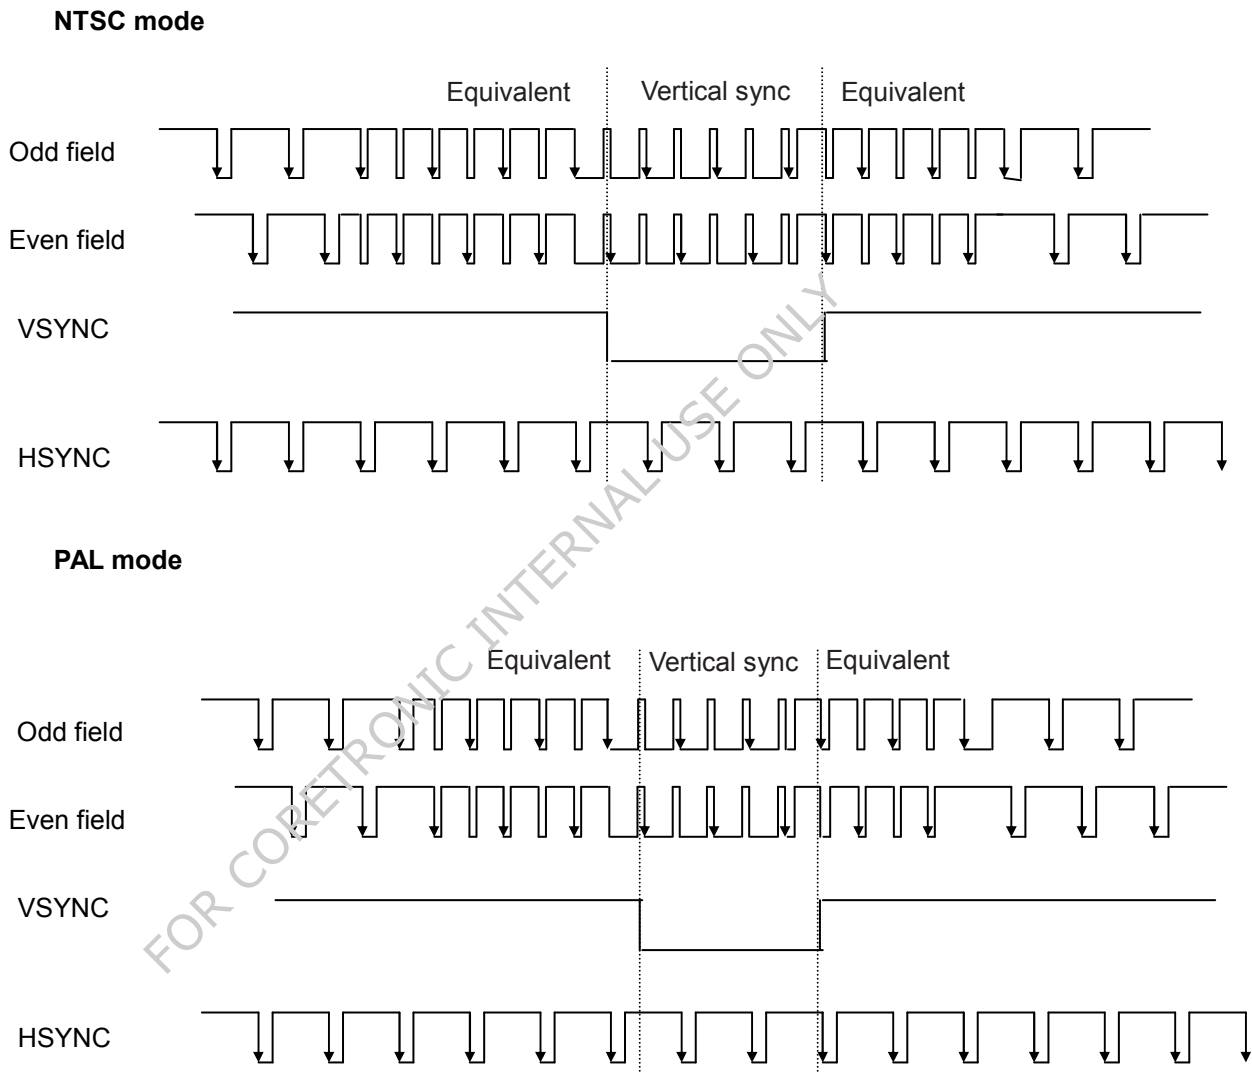 NTSC mode
Equivalent Vertical sync Equivalent
Odd field
Even field
VSYNC
HSYNC
PAL mode
Equivalent Vertical sync Equivalent
Odd field
Even field
VSYNC
HSYNC
FOR CORETRONIC INTERNAL USE ONLY